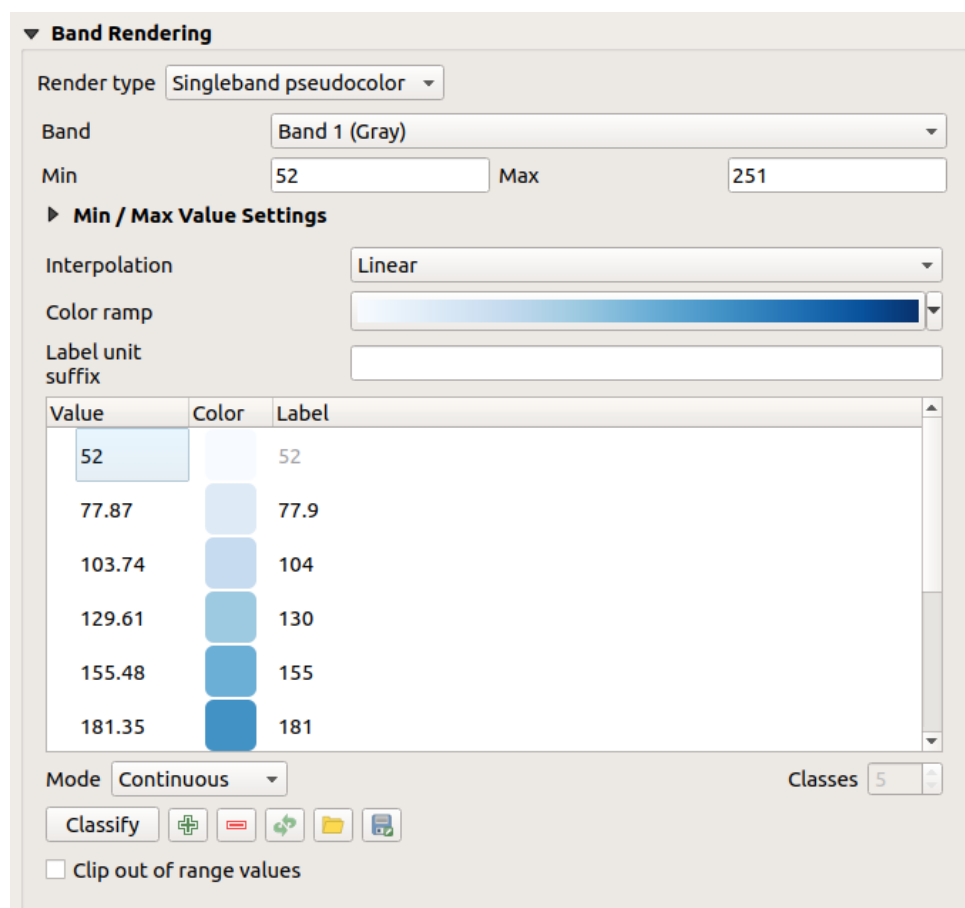 Band Rendering
Render type Singleband pseudocolor
Band Band 1 (Gray)
Min 52 Max 251
Min / Max Value Settings
Interpolation Linear
Color ramp
Label unit
suffix
Value Color Label
52 52
77.87 77.9
103.74 104
129.61 130
155.48 155
181.35 181
Mode Continuous Classes 5
Classify
Clip out of range values